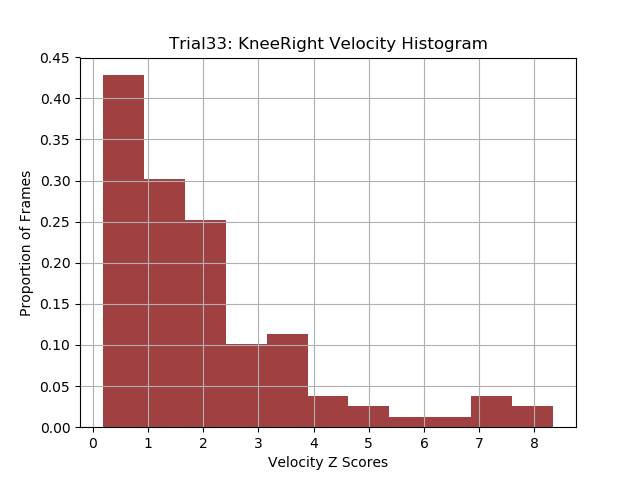 Trial33: KneeRight Velocity Histogram
0.45
0.40
0.35
0.30
0.25
0.20
0.15
0.10
0.05
0.00
Proportion of Frames
0 1 2 3 4 5 6 7 8
Velocity Z Scores